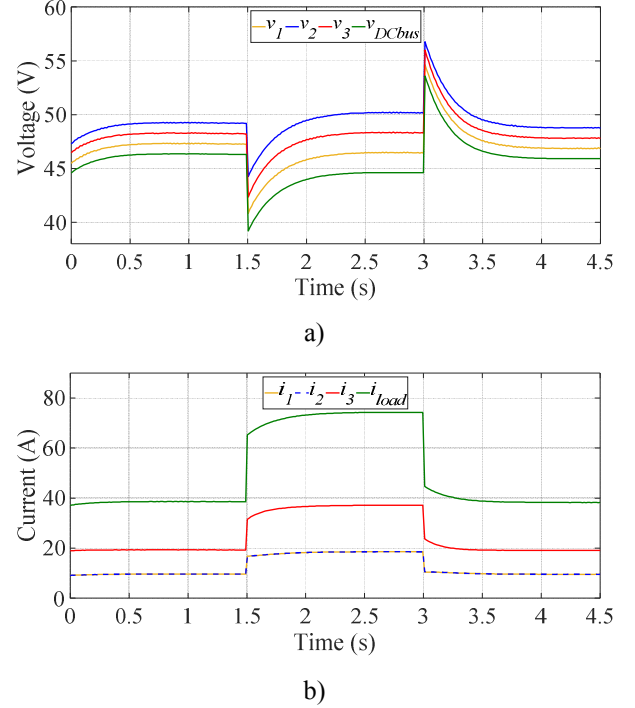 60
v1 v2 v3 vDCbus
55
50
45
40
Voltage (V)
0 0.5 1 1.5 2 2.5 3 3.5 4 4.5
Time (s)
a)
80
i1 i2 i3 iload
60
40
20
0
Current (A)
0 0.5 1 1.5 2 2.5 3 3.5 4 4.5
Time (s)
b)